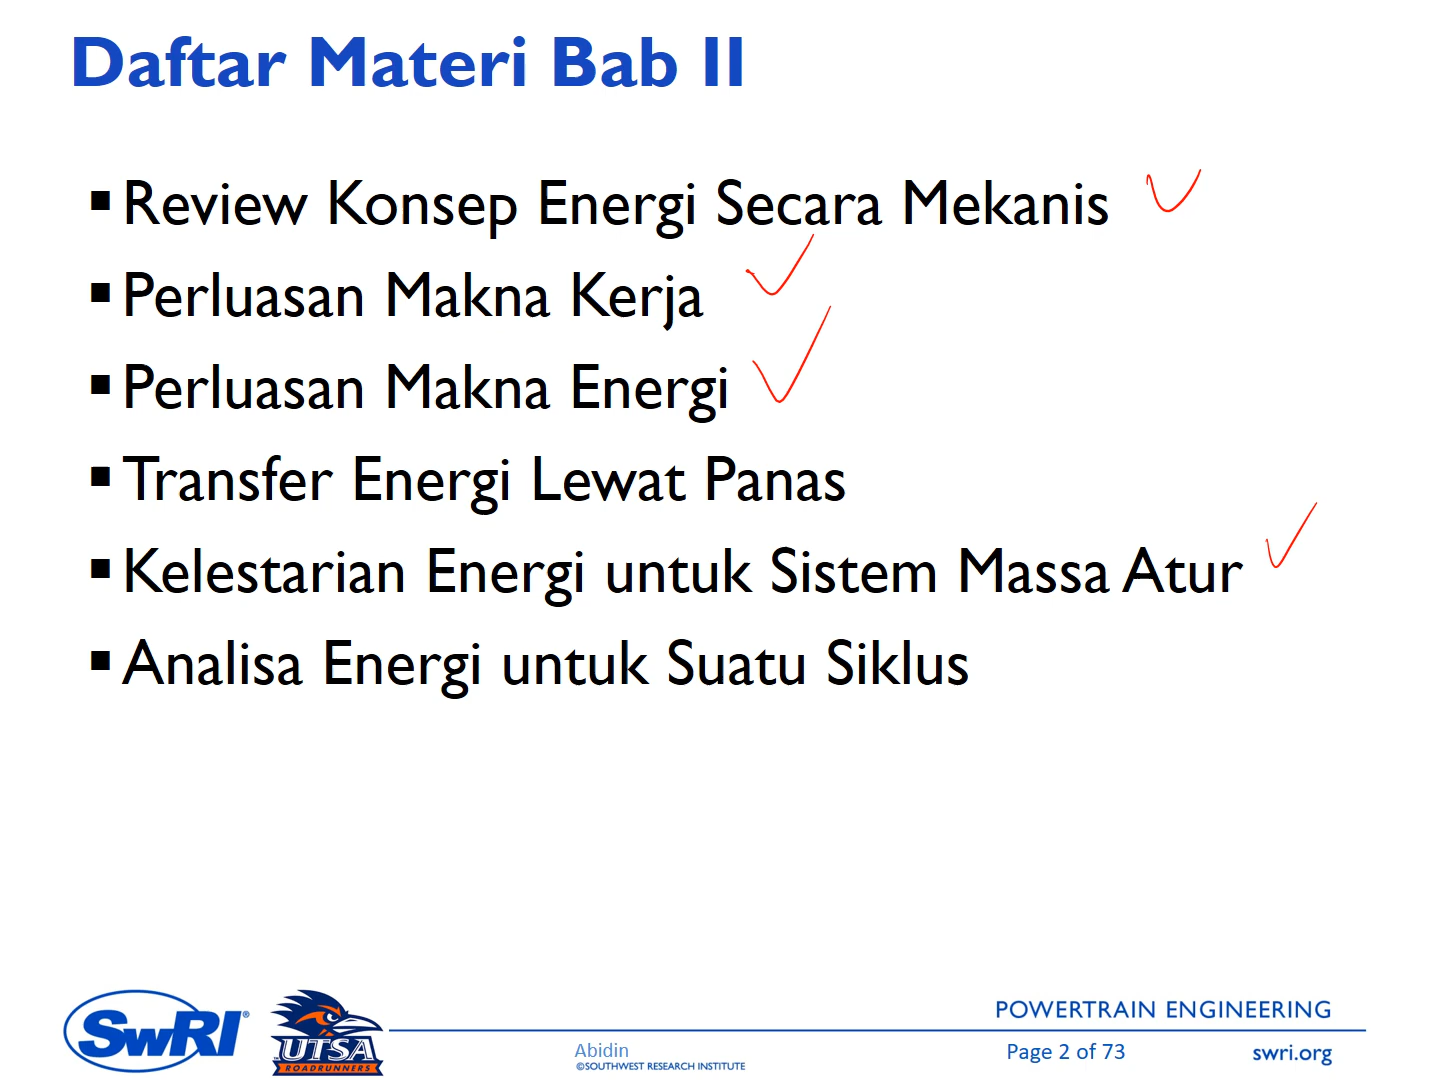 Daftar Materi Bab II
▪ Review Konsep Energi Secara Mekanis
▪ Perluasan Makna Kerja
▪ Perluasan Makna Energi
▪ Transfer Energi Lewat Panas
▪ Kelestarian Energi untuk Sistem Massa Atur
▪ Analisa Energi untuk Suatu Siklus
SwRI®
UTSA
ROADRUNNERS
Abidin
©SOUTHWEST RESEARCH INSTITUTE
POWERTRAIN ENGINEERING
Page 2 of 73
swri.org